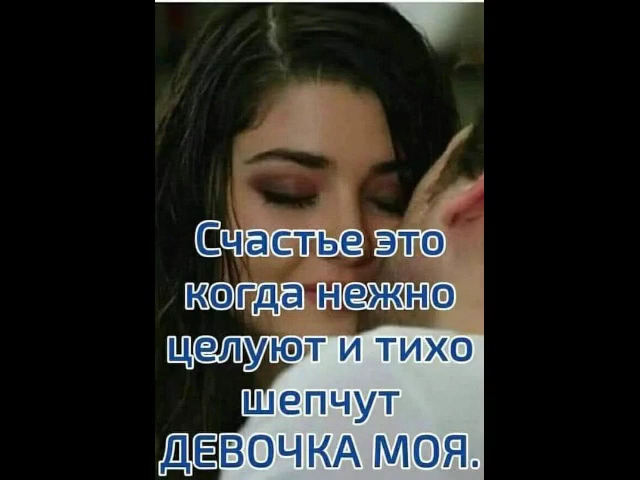 Счастье это
когда нежно
целуют и тихо
шепчут
ДЕВОЧКА МОЯ.